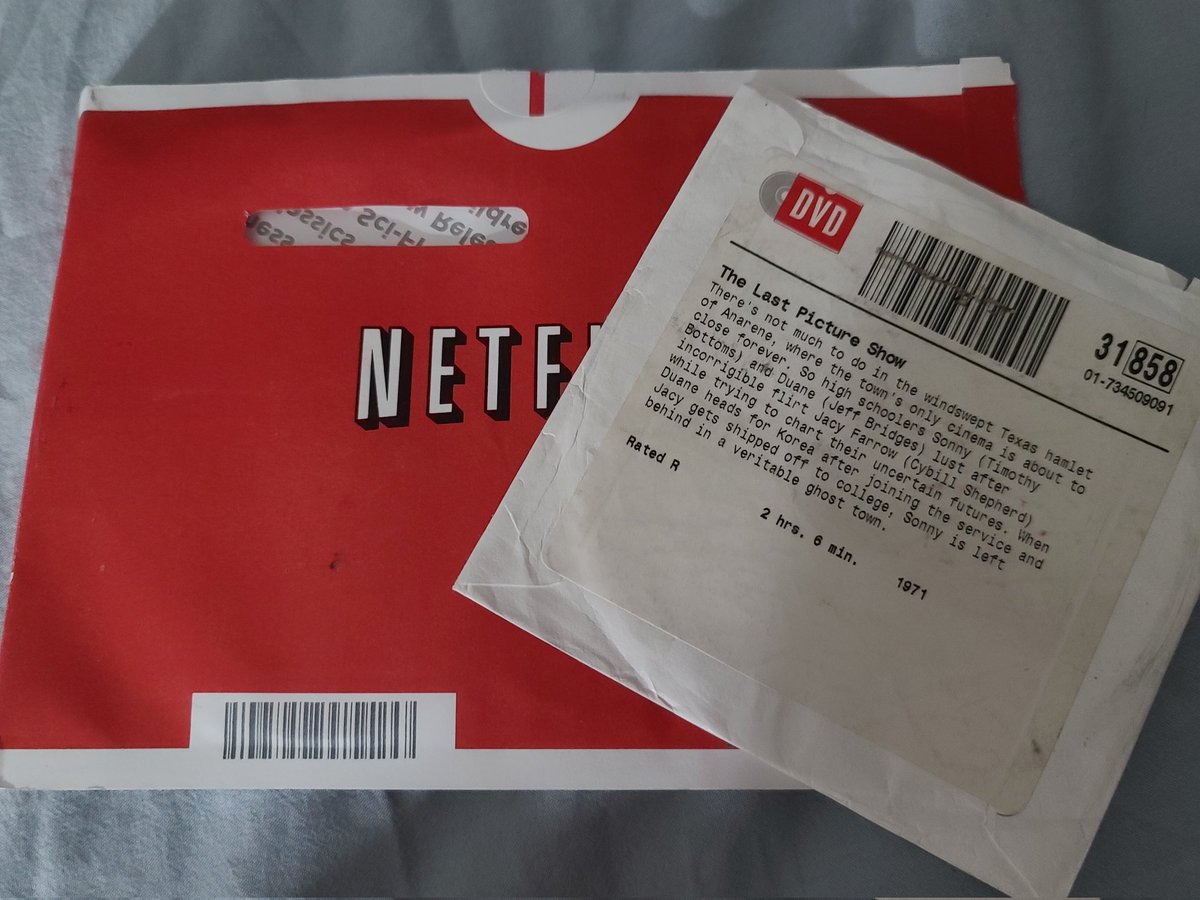 Sci-Fi
NETF
DVD
31 858
01-734509091
The Last Picture Show
There's not much to do in the windswept Texas hamlet
of Anarene, where the town's only cinema is about to
close forever. So high schoolers Sonny (Timothy
Bottoms) and Duane (Jeff Bridges) lust after
incorrigible flirt Jacy Farrow (Cybill Shepherd)
while trying to chart their uncertain futures. When
Duane heads for Korea after joining the service and
Jacy gets shipped off to college, Sonny is left
behind in a veritable ghost town.
Rated R
2 hrs. 6 min.
1971